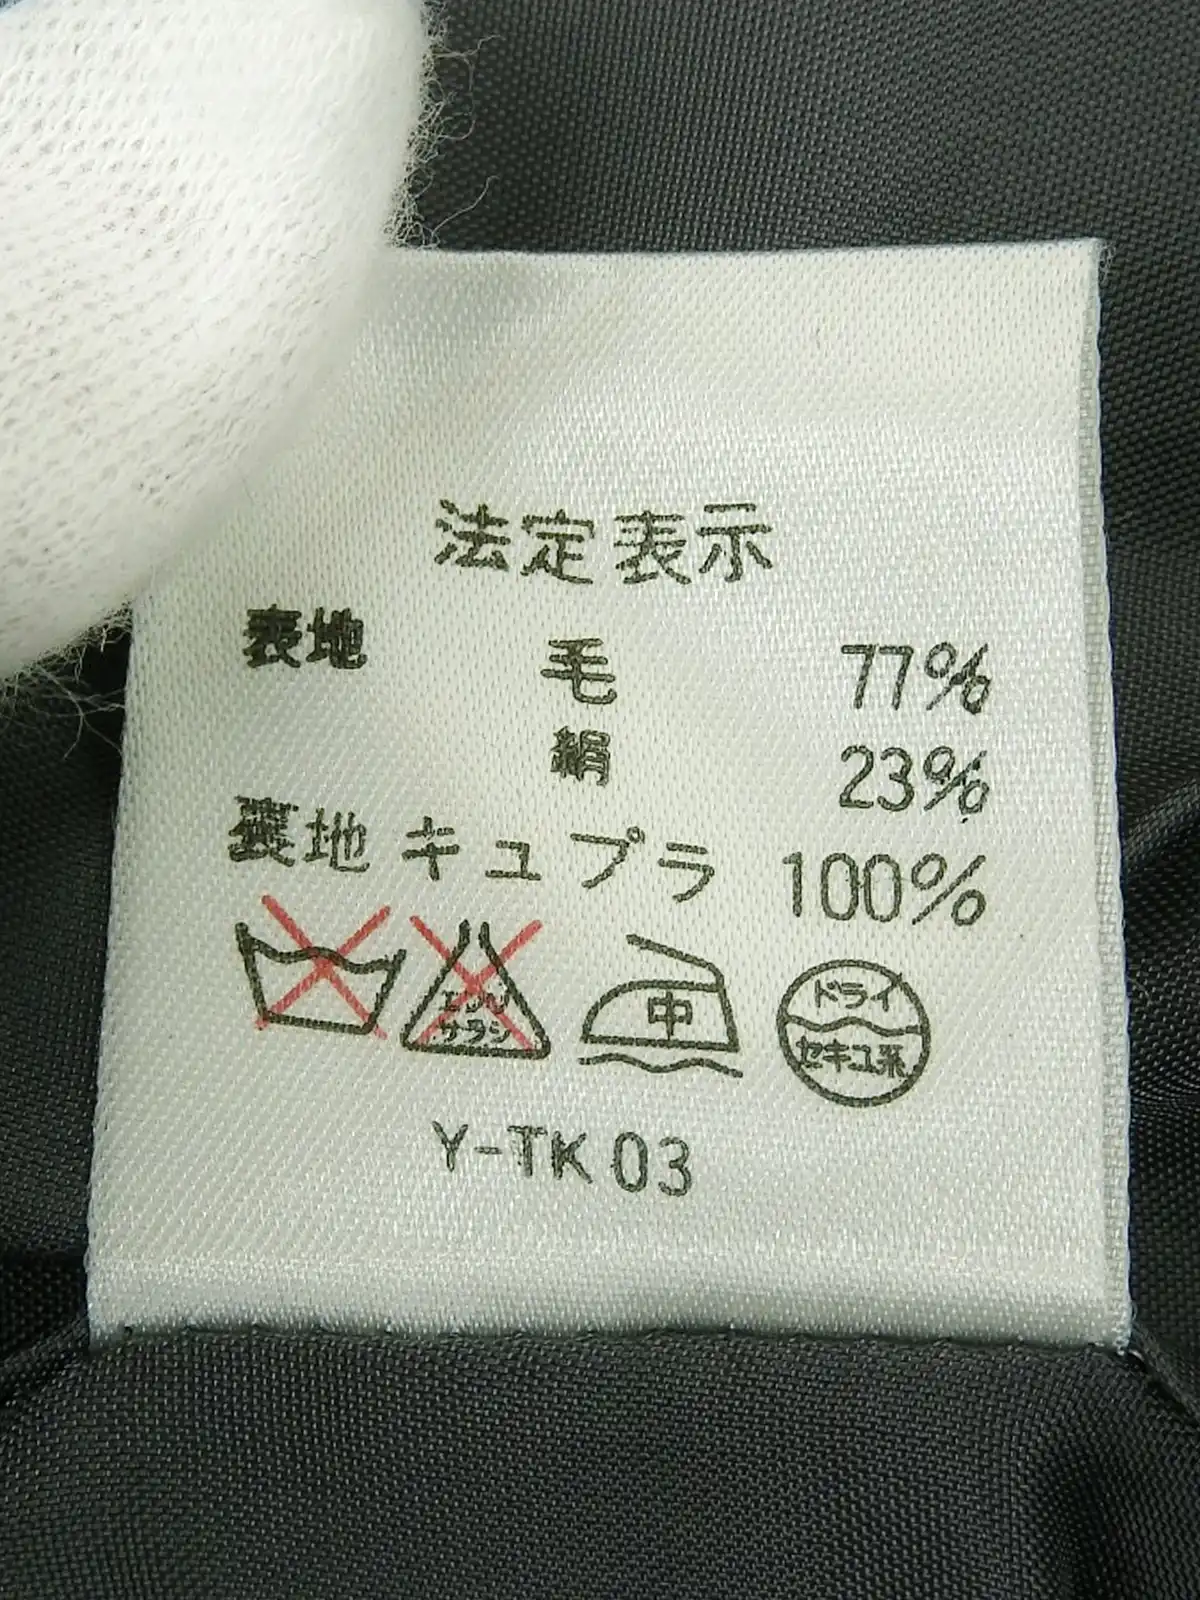 法定表示
表地 毛 77%
絹 23%
裏地 キュプラ 100%
エンソ
サラシ
中
ドライ
セキユ系
Y-TK 03